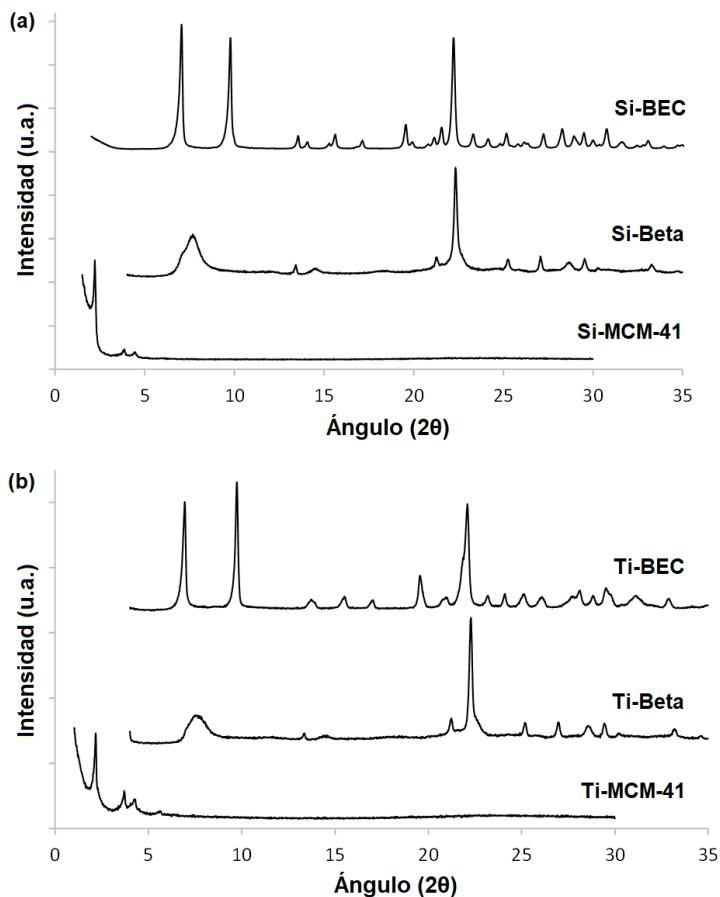 (a)
Intensidad (u.a.)
Si-BEC
Si-Beta
Si-MCM-41
0 5 10 15 20 25 30 35
Ángulo (2θ)
(b)
Intensidad (u.a.)
Ti-BEC
Ti-Beta
Ti-MCM-41
0 5 10 15 20 25 30 35
Ángulo (2θ)